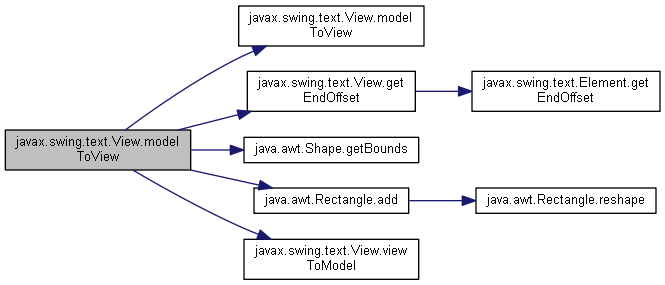 javax.swing.text.View.model
ToView
javax.swing.text.View.get
EndOffset
javax.swing.text.Element.get
EndOffset
javax.swing.text.View.model
ToView
java.awt.Shape.getBounds
java.awt.Rectangle.add
java.awt.Rectangle.reshape
javax.swing.text.View.view
ToModel